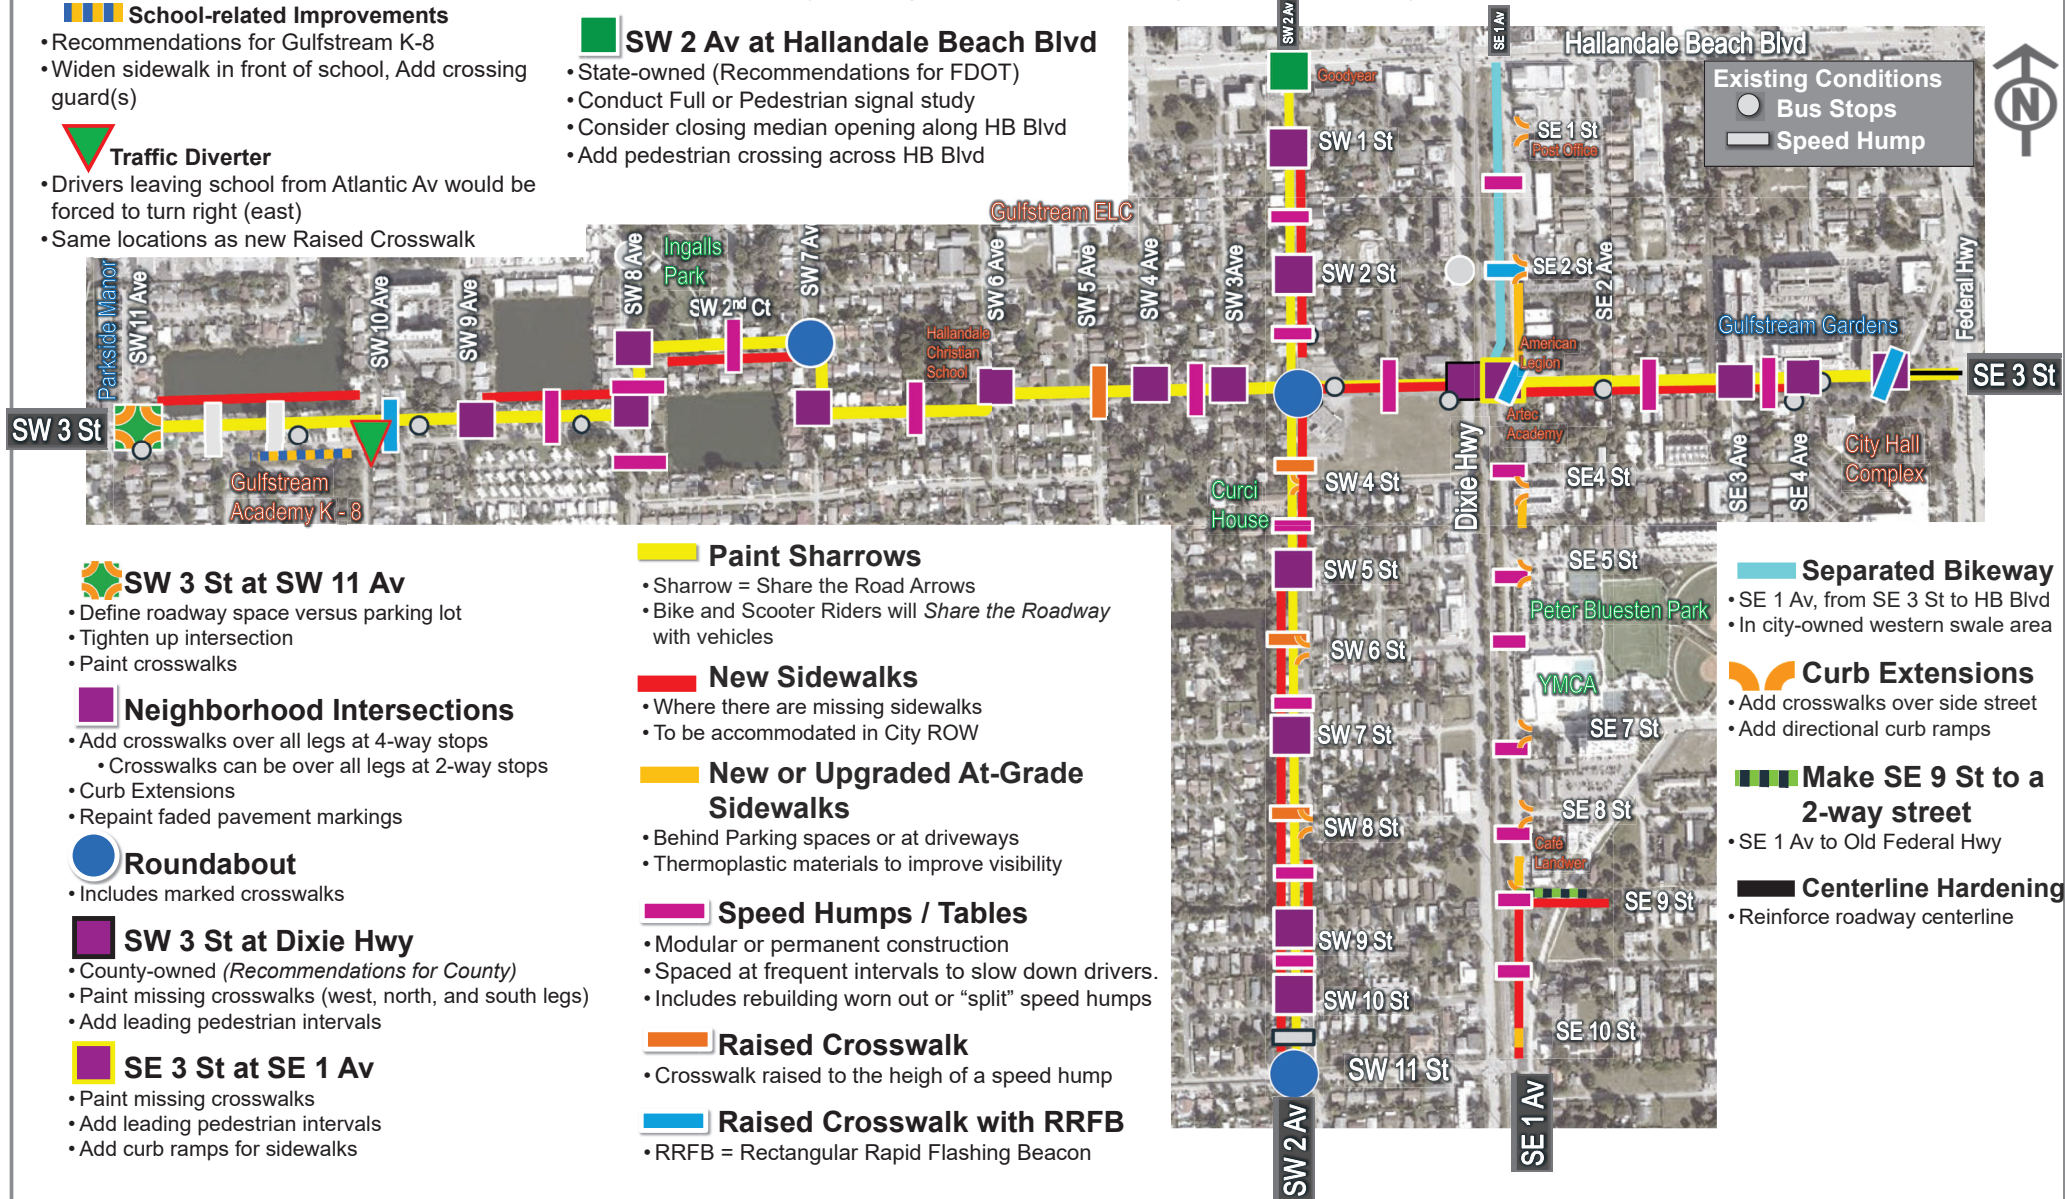 School-related Improvements
• Recommendations for Gulfstream K-8
• Widen sidewalk in front of school, Add crossing
guard(s)
Traffic Diverter
• Drivers leaving school from Atlantic Av would be
forced to turn right (east)
• Same locations as new Raised Crosswalk
SW 2 Av at Hallandale Beach Blvd
• State-owned (Recommendations for FDOT)
• Conduct Full or Pedestrian signal study
• Consider closing median opening along HB Blvd
• Add pedestrian crossing across HB Blvd
SW 2 Av
SE 1 Av
Hallandale Beach Blvd
Existing Conditions
Bus Stops
Speed Hump
N
Goodyear
SW 1 St
SE 1 St
Post Office
Gulfstream ELC
SW 2 St
SE 2 St
SE 2 Ave
Parkside Manor
SW 11 Ave
SW 10 Ave
SW 9 Ave
SW 8 Ave
Ingalls
Park
SW 2nd Ct
SW 7 Av
Hallandale
Christian
School
SW 6 Ave
SW 5 Ave
SW 4 Ave
SW 3Ave
American
Legion
Gulfstream Gardens
Federal Hwy
SE 3 St
SW 3 St
Gulfstream
Academy K - 8
Artec
Academy
Dixie Hwy
SE 3 Ave
SE 4 Ave
City Hall
Complex
Curci
House
SW 4 St
SE4 St
SW 5 St
SE 5 St
Peter Bluesten Park
SW 6 St
YMCA
SW 7 St
SE 7 St
SW 8 St
SE 8 St
Café
Landwer
SE 9 St
SW 9 St
SW 10 St
SE 10 St
SW 11 St
SW 2 Av
SE 1 Av
SW 3 St at SW 11 Av
• Define roadway space versus parking lot
• Tighten up intersection
• Paint crosswalks
Neighborhood Intersections
• Add crosswalks over all legs at 4-way stops
• Crosswalks can be over all legs at 2-way stops
• Curb Extensions
• Repaint faded pavement markings
Roundabout
• Includes marked crosswalks
SW 3 St at Dixie Hwy
• County-owned (Recommendations for County)
• Paint missing crosswalks (west, north, and south legs)
• Add leading pedestrian intervals
SE 3 St at SE 1 Av
• Paint missing crosswalks
• Add leading pedestrian intervals
• Add curb ramps for sidewalks
Paint Sharrows
• Sharrow = Share the Road Arrows
• Bike and Scooter Riders will Share the Roadway
with vehicles
New Sidewalks
• Where there are missing sidewalks
• To be accommodated in City ROW
New or Upgraded At-Grade
Sidewalks
• Behind Parking spaces or at driveways
• Thermoplastic materials to improve visibility
Speed Humps / Tables
• Modular or permanent construction
• Spaced at frequent intervals to slow down drivers.
• Includes rebuilding worn out or “split” speed humps
Raised Crosswalk
• Crosswalk raised to the heigh of a speed hump
Raised Crosswalk with RRFB
• RRFB = Rectangular Rapid Flashing Beacon
Separated Bikeway
• SE 1 Av, from SE 3 St to HB Blvd
• In city-owned western swale area
Curb Extensions
• Add crosswalks over side street
• Add directional curb ramps
Make SE 9 St to a
2-way street
• SE 1 Av to Old Federal Hwy
Centerline Hardening
• Reinforce roadway centerline